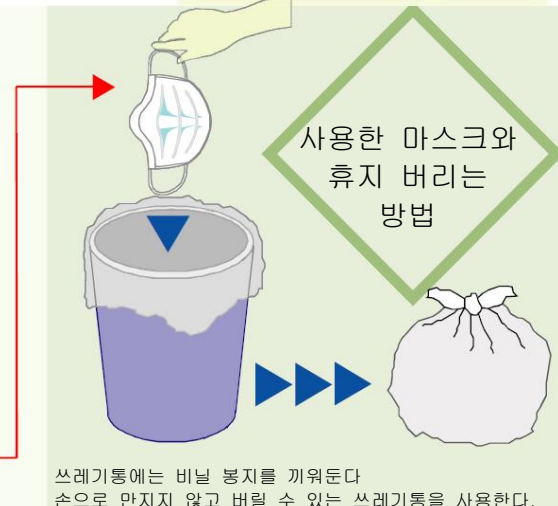 사용한 마스크와
휴지 버리는
방법
쓰레기통에는 비닐 봉지를 끼워둔다
손으로 만지지 않고 버릴 수 있는 쓰레기통을 사용한다.